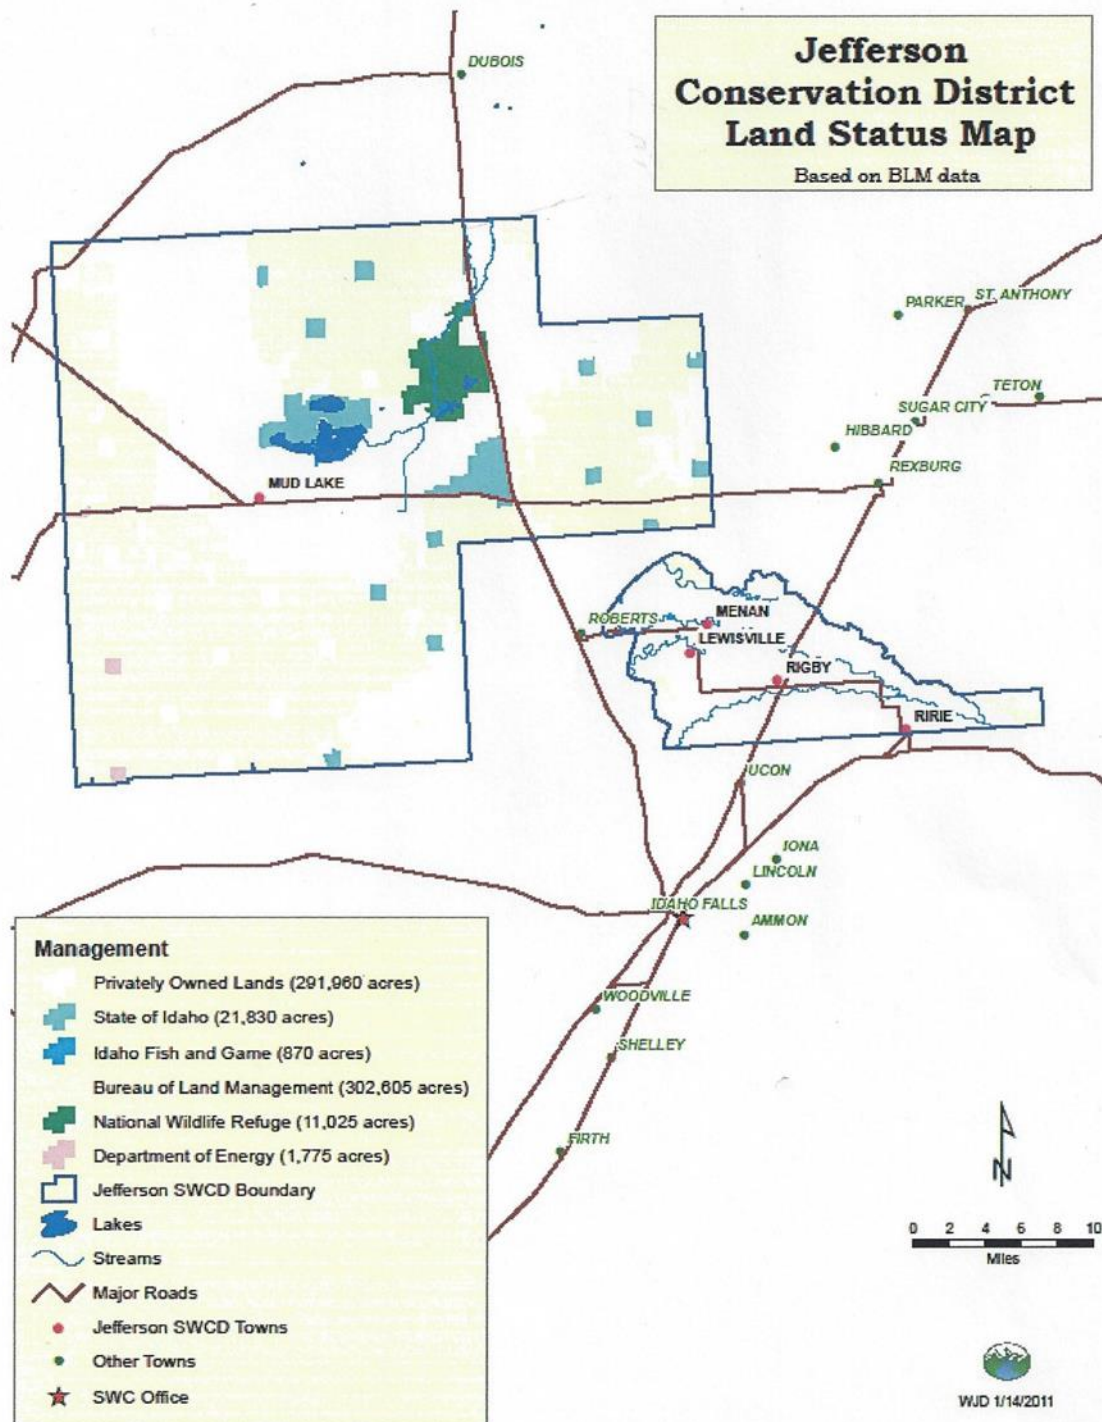 Jefferson
Conservation District
Land Status Map
Based on BLM data
DUBOIS
PARKER
ST. ANTHONY
TETON
SUGAR CITY
HIBBARD
REXBURG
MUD LAKE
ROBERTS
MENAN
LEWISVILLE
RIGBY
RIRIE
UCON
IONA
LINCOLN
IDAHO FALLS
AMMON
WOODVILLE
SHELLEY
FIRTH
Management
Privately Owned Lands (291,960 acres)
State of Idaho (21,830 acres)
Idaho Fish and Game (870 acres)
Bureau of Land Management (302,605 acres)
National Wildlife Refuge (11,025 acres)
Department of Energy (1,775 acres)
Jefferson SWCD Boundary
Lakes
Streams
Major Roads
Jefferson SWCD Towns
Other Towns
SWC Office
N
0 2 4 6 8 10
Miles
WJD 1/14/2011